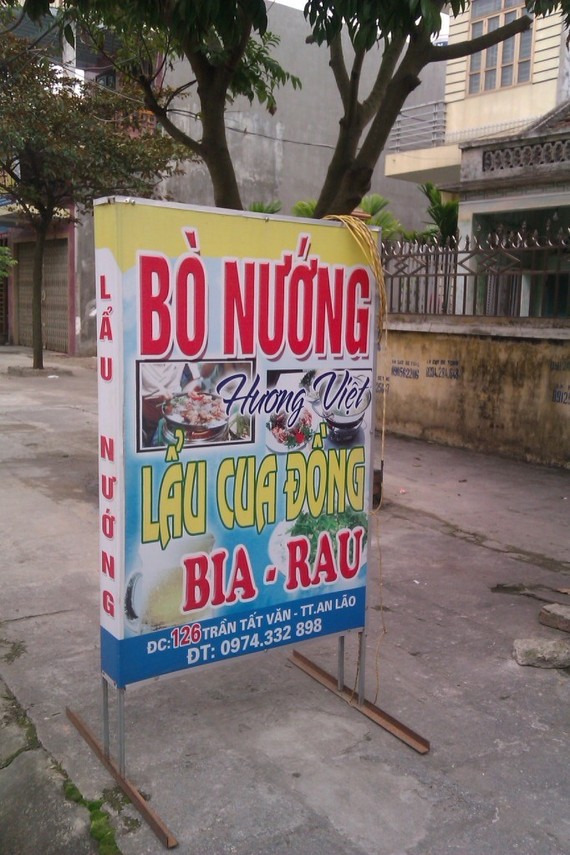 BÒ NƯỚNG
Hương Việt
LẨU CUA ĐỒNG
BIA - RAU
ĐC: 126 TRẦN TẤT VĂN - TT.AN LÃO
ĐT: 0974.332 898
LẨU NƯỚNG